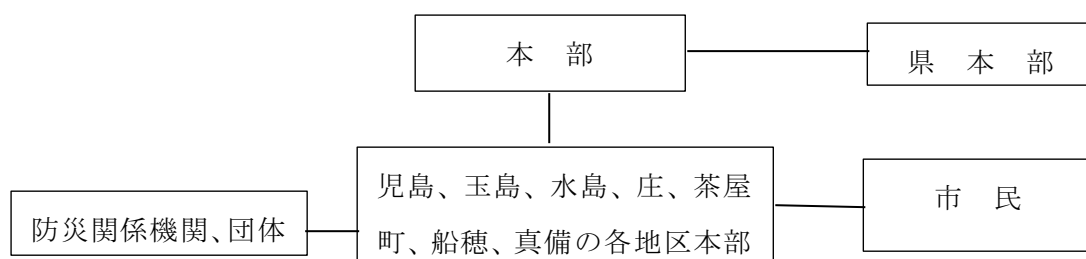 本 部
県 本 部
児島、玉島、水島、庄、茶屋
町、船穂、真備の各地区本部
防災関係機関、団体
市 民